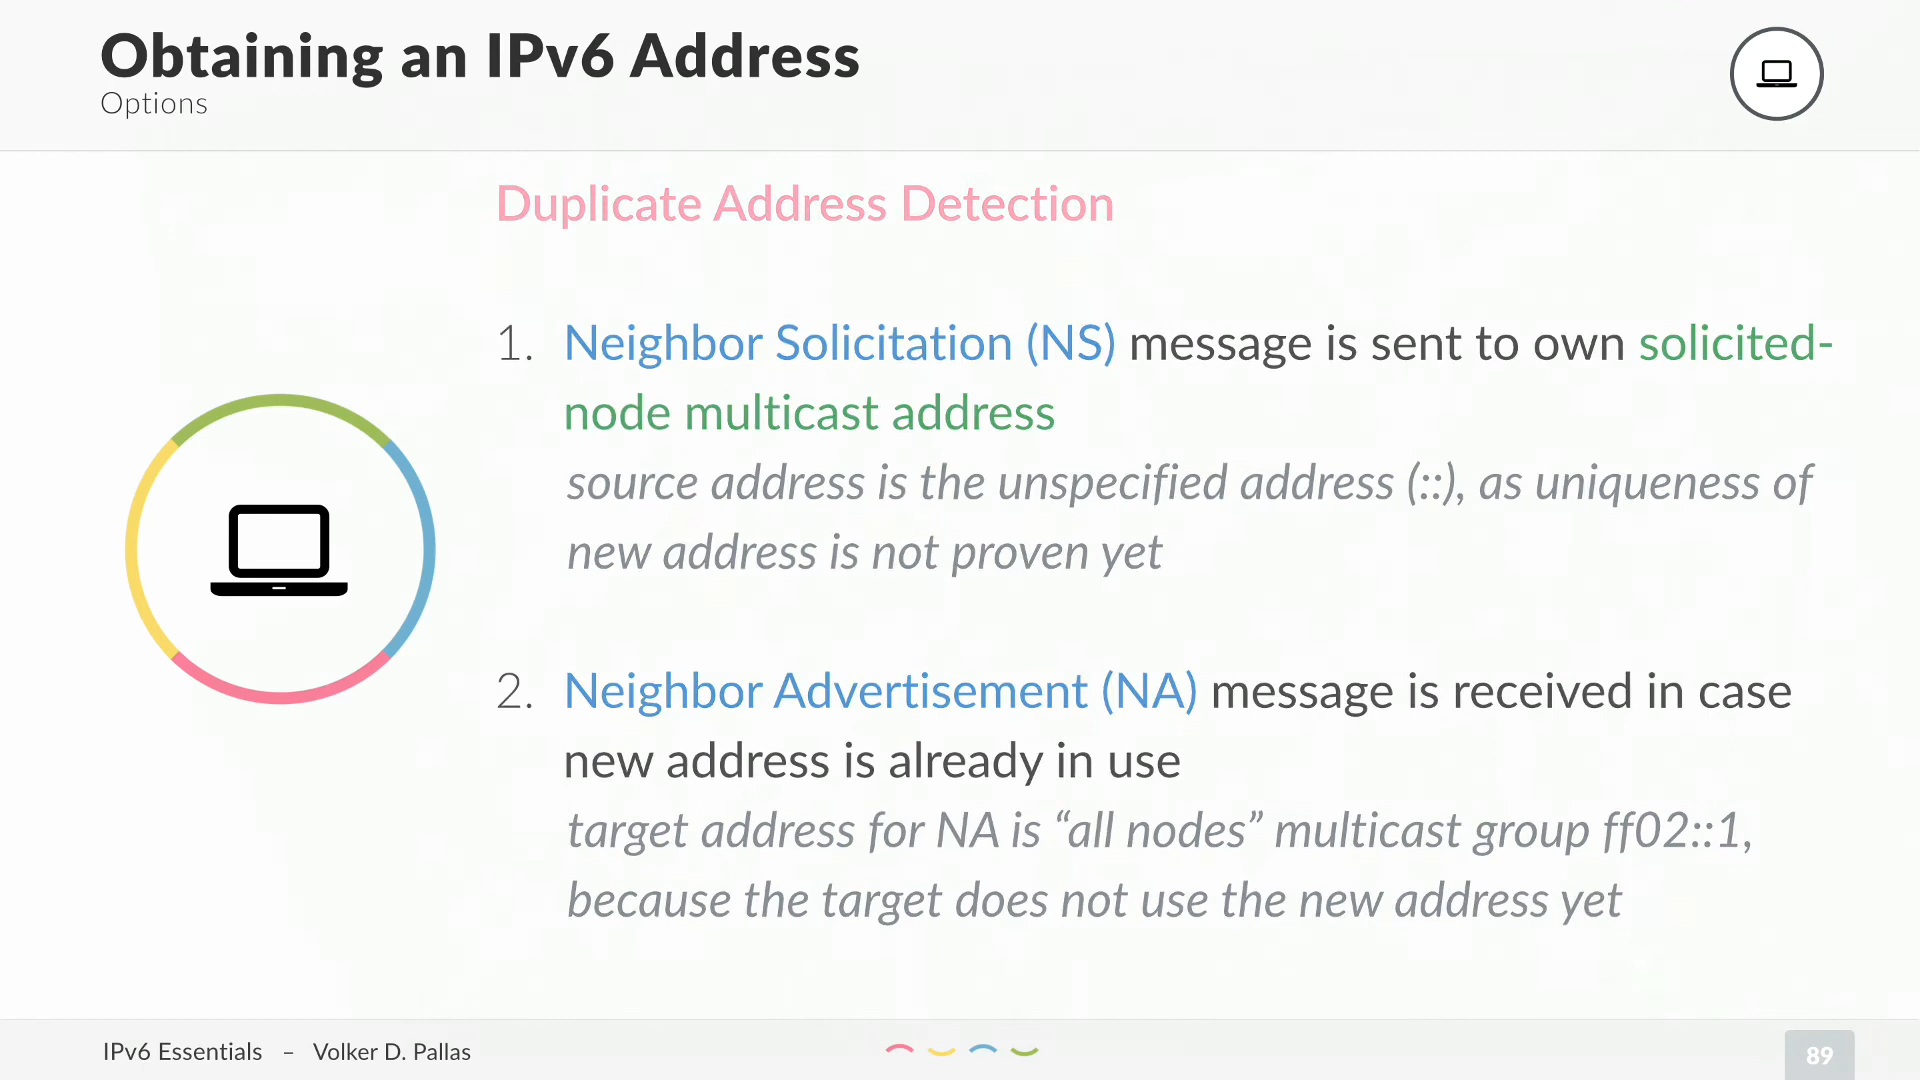 Obtaining an IPv6 Address
Options
Duplicate Address Detection
1. Neighbor Solicitation (NS) message is sent to own solicited-
node multicast address
source address is the unspecified address (::), as uniqueness of
new address is not proven yet
2. Neighbor Advertisement (NA) message is received in case
new address is already in use
target address for NA is “all nodes” multicast group ff02::1,
because the target does not use the new address yet
IPv6 Essentials – Volker D. Pallas
89